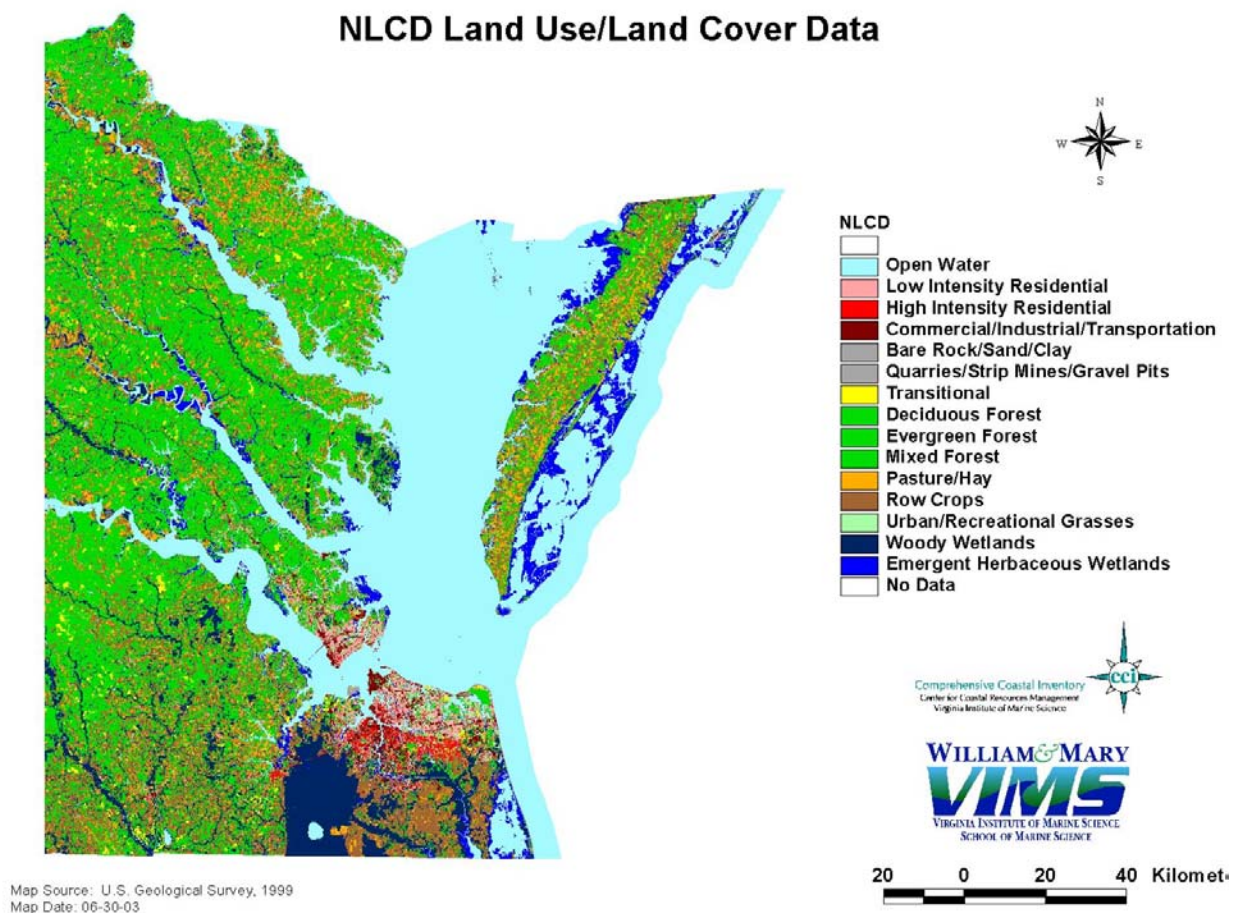 NLCD Land Use/Land Cover Data
N
W E
S
NLCD
Open Water
Low Intensity Residential
High Intensity Residential
Commercial/Industrial/Transportation
Bare Rock/Sand/Clay
Quarries/Strip Mines/Gravel Pits
Transitional
Deciduous Forest
Evergreen Forest
Mixed Forest
Pasture/Hay
Row Crops
Urban/Recreational Grasses
Woody Wetlands
Emergent Herbaceous Wetlands
No Data
cci
Comprehensive Coastal Inventory
Center for Coastal Resources Management
Virginia Institute of Marine Science
WILLIAM & MARY
VIMS
VIRGINIA INSTITUTE OF MARINE SCIENCE
SCHOOL OF MARINE SCIENCE
20 0 20 40 Kilomet
Map Source: U.S. Geological Survey, 1999
Map Date: 06-30-03